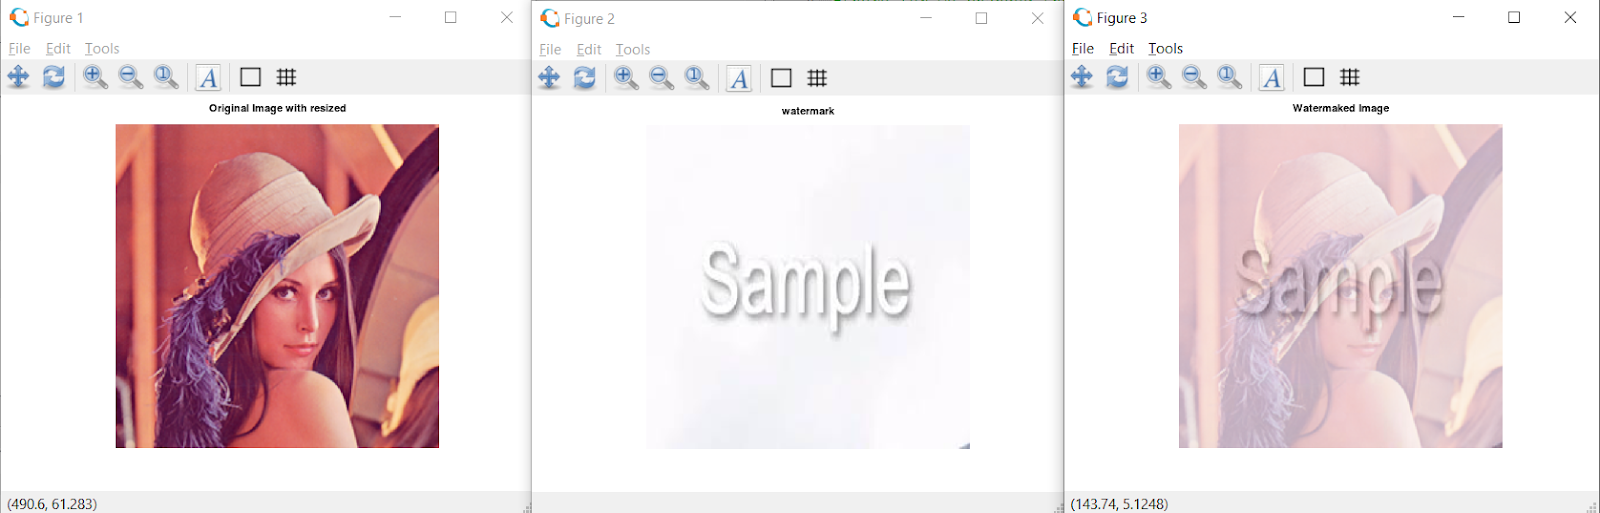 Figure 1
File Edit Tools
A
Original Image with resized
(490.6, 61.283)
Figure 2
File Edit Tools
A
watermark
Sample
Figure 3
File Edit Tools
A
Watermaked Image
Sample
(143.74, 5.1248)